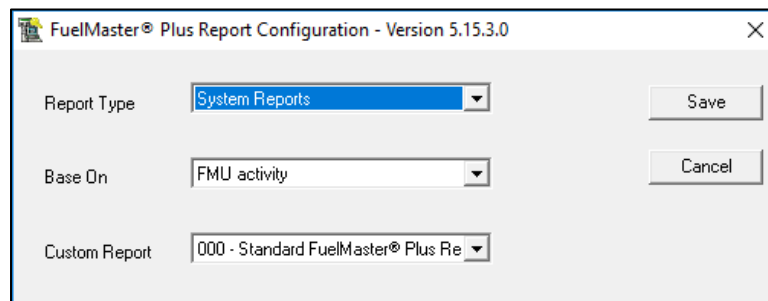 FuelMaster® Plus Report Configuration - Version 5.15.3.0
Report Type System Reports Save
Base On FMU activity Cancel
Custom Report 000 - Standard FuelMaster® Plus Re